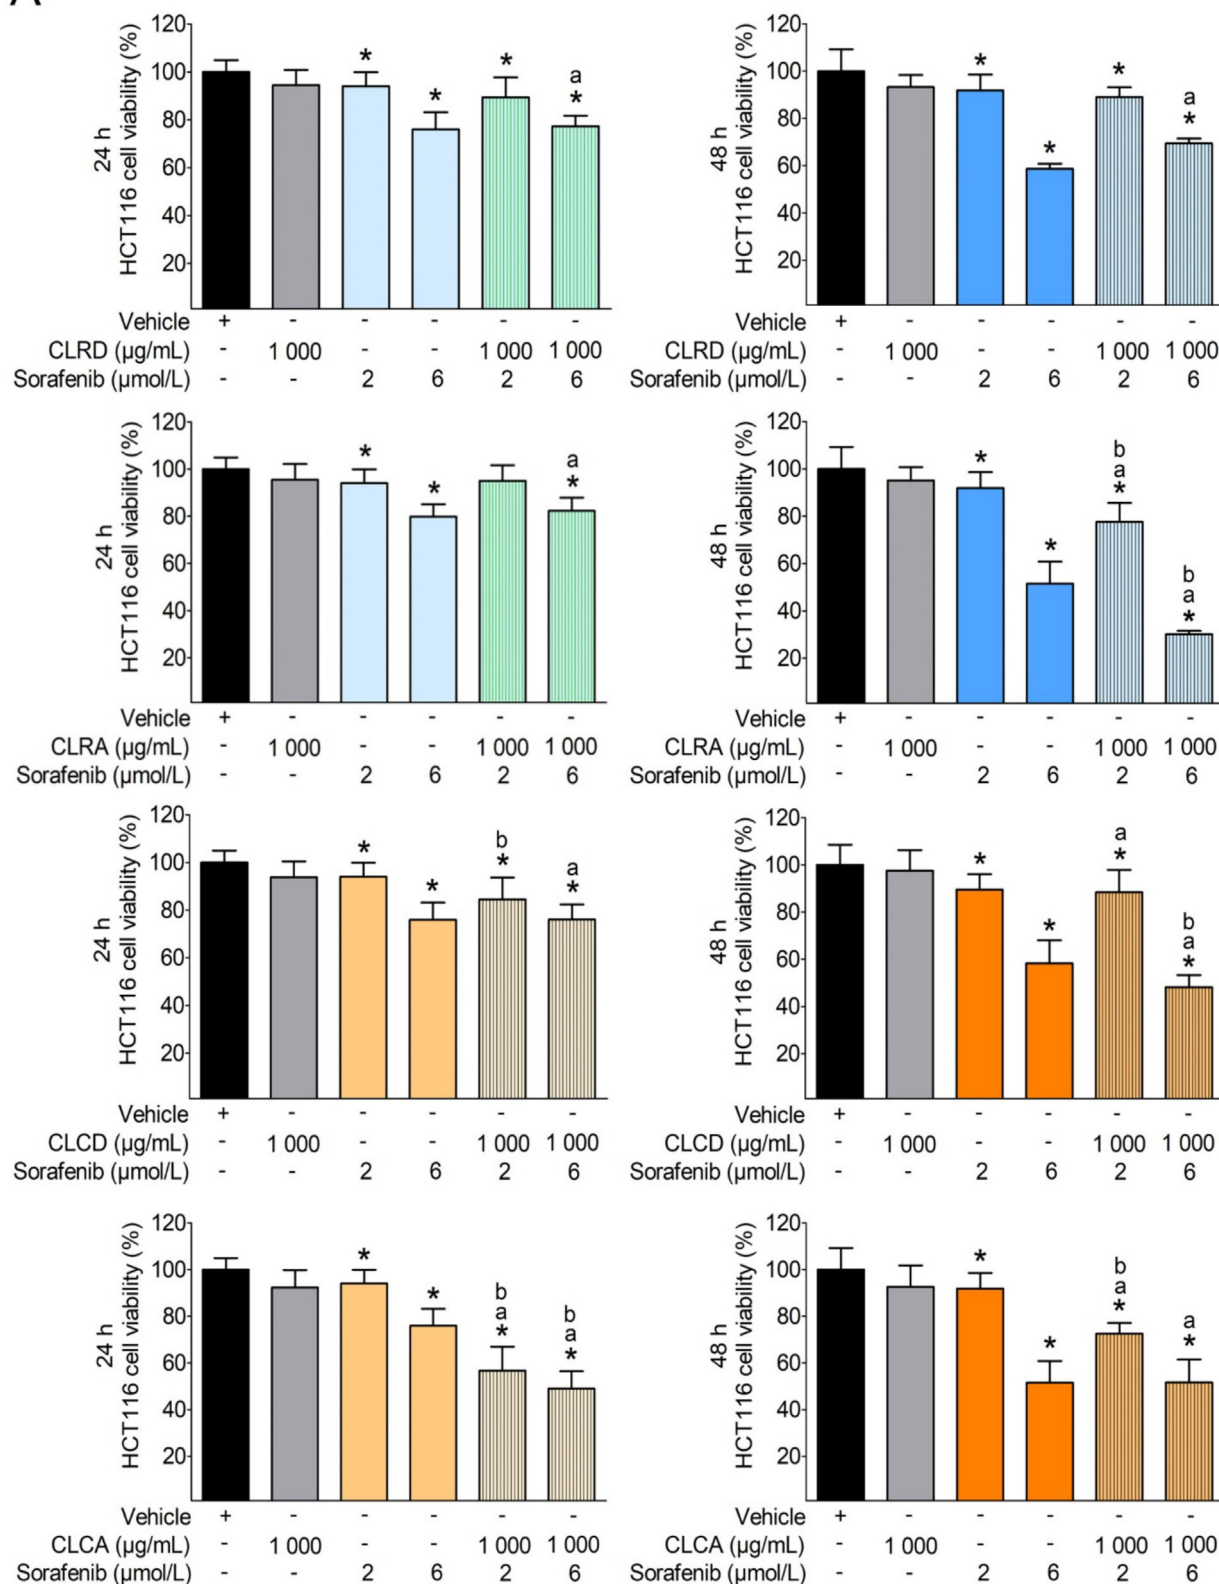 A
120
100
80
60
40
20
24 h
HCT116 cell viability (%)
* * * a *
Vehicle + - - - - -
CLRD (µg/mL) - 1 000 - - 1 000 1 000
Sorafenib (µmol/L) - - 2 6 2 6
120
100
80
60
40
20
48 h
HCT116 cell viability (%)
* * * a *
Vehicle + - - - - -
CLRD (µg/mL) - 1 000 - - 1 000 1 000
Sorafenib (µmol/L) - - 2 6 2 6
120
100
80
60
40
20
24 h
HCT116 cell viability (%)
* * a *
Vehicle + - - - - -
CLRA (µg/mL) - 1 000 - - 1 000 1 000
Sorafenib (µmol/L) - - 2 6 2 6
120
100
80
60
40
20
48 h
HCT116 cell viability (%)
* * b a * b a *
Vehicle + - - - - -
CLRA (µg/mL) - 1 000 - - 1 000 1 000
Sorafenib (µmol/L) - - 2 6 2 6
120
100
80
60
40
20
24 h
HCT116 cell viability (%)
* * b * a *
Vehicle + - - - - -
CLCD (µg/mL) - 1 000 - - 1 000 1 000
Sorafenib (µmol/L) - - 2 6 2 6
120
100
80
60
40
20
48 h
HCT116 cell viability (%)
* * a * b a *
Vehicle + - - - - -
CLCD (µg/mL) - 1 000 - - 1 000 1 000
Sorafenib (µmol/L) - - 2 6 2 6
120
100
80
60
40
20
24 h
HCT116 cell viability (%)
* * b a * b a *
Vehicle + - - - - -
CLCA (µg/mL) - 1 000 - - 1 000 1 000
Sorafenib (µmol/L) - - 2 6 2 6
120
100
80
60
40
20
48 h
HCT116 cell viability (%)
* * b a * a *
Vehicle + - - - - -
CLCA (µg/mL) - 1 000 - - 1 000 1 000
Sorafenib (µmol/L) - - 2 6 2 6